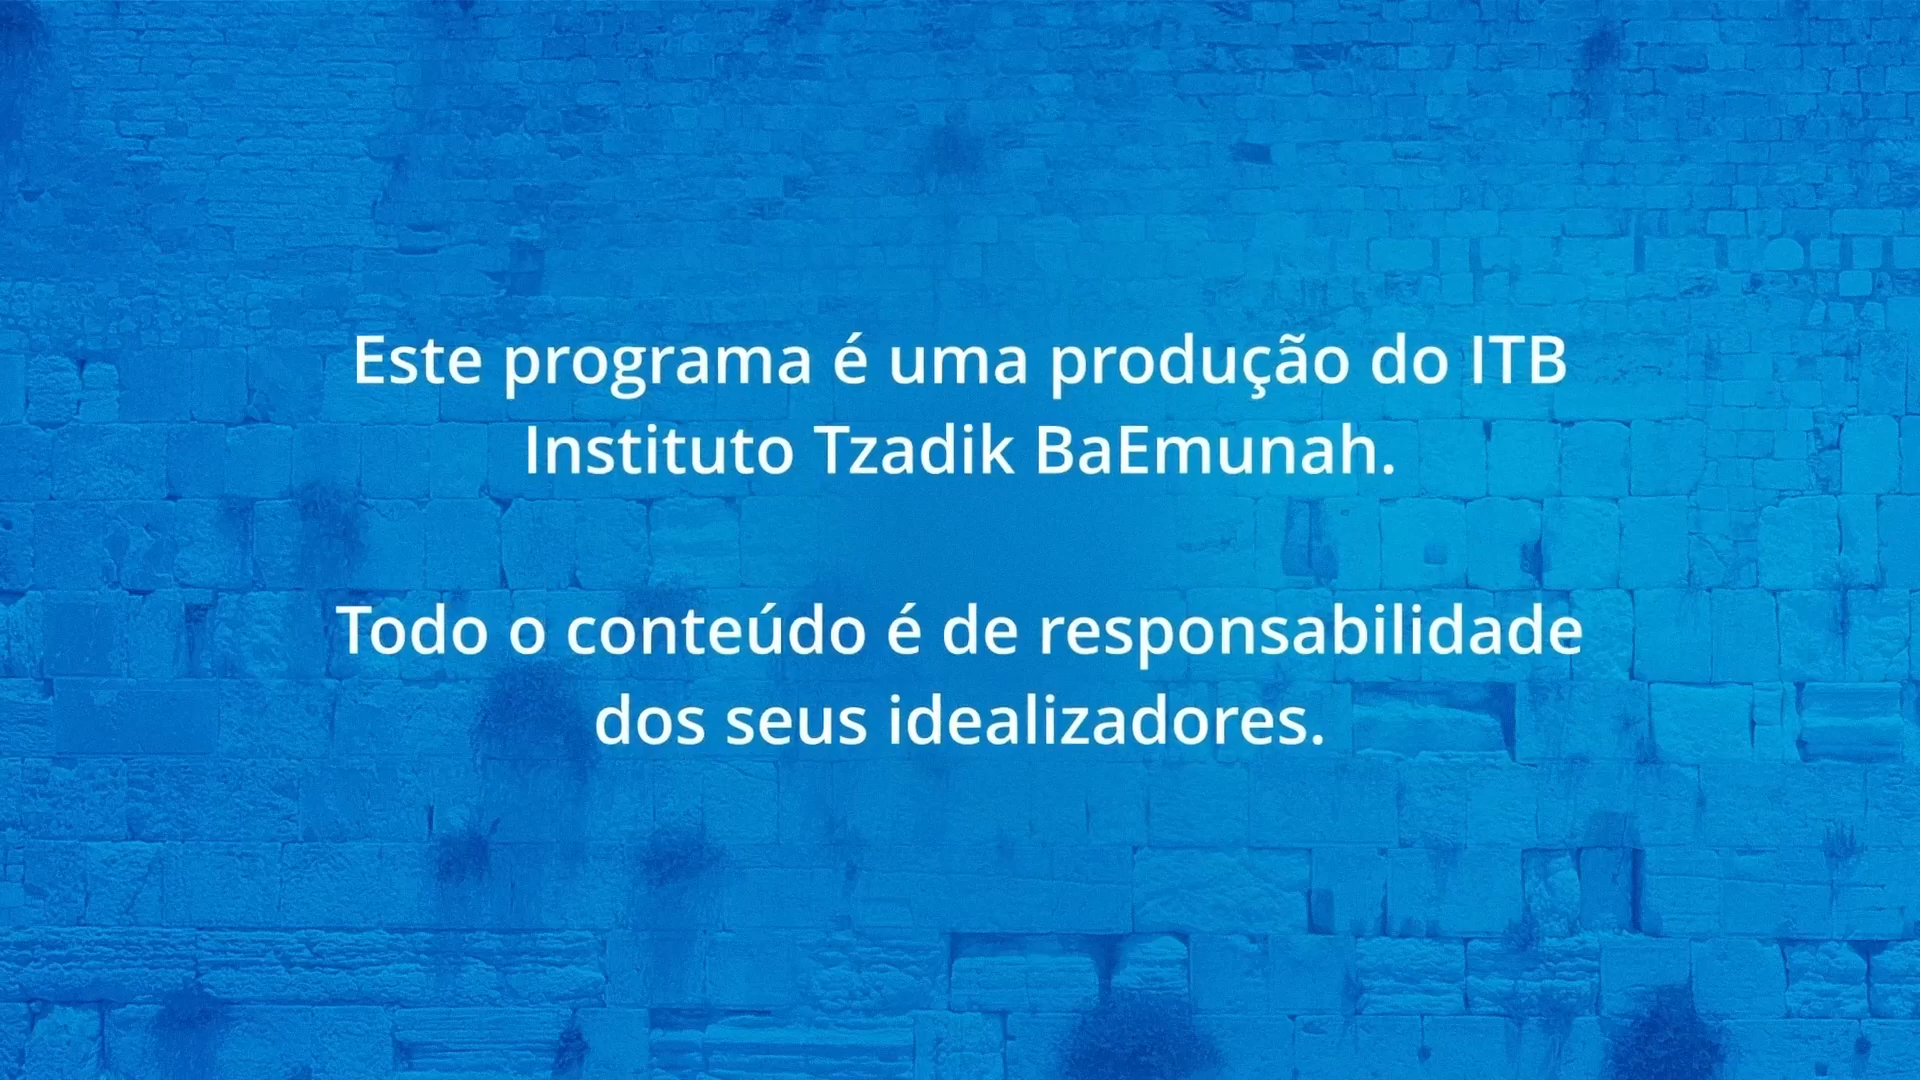 Este programa é uma produção do ITB
Instituto Tzadik BaEmunah.
Todo o conteúdo é de responsabilidade
dos seus idealizadores.